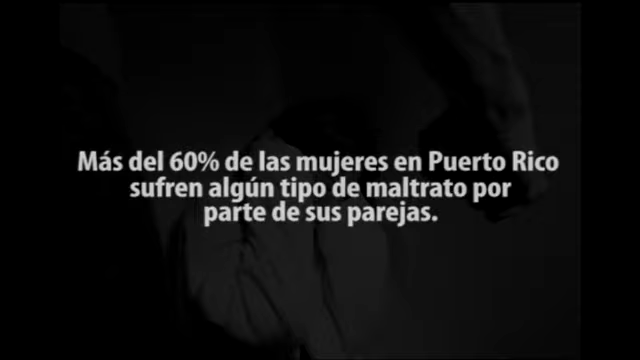 Más del 60% de las mujeres en Puerto Rico
sufren algún tipo de maltrato por
parte de sus parejas.